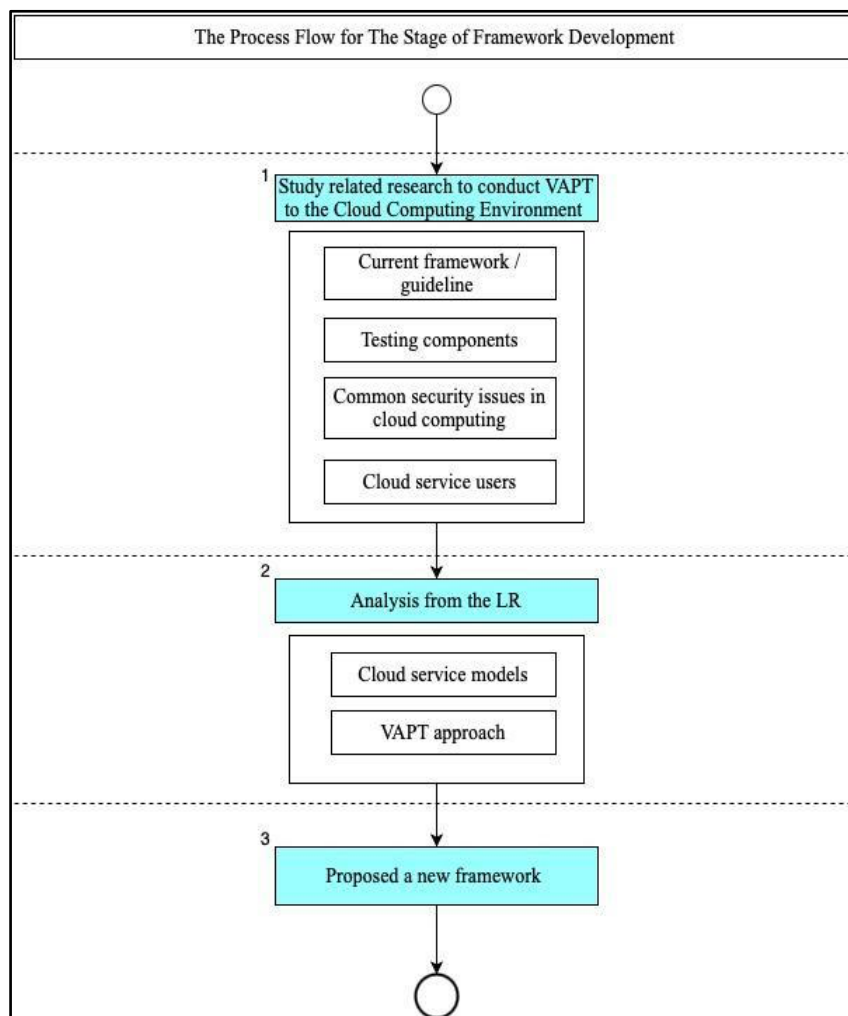 The Process Flow for The Stage of Framework Development
1
Study related research to conduct VAPT
to the Cloud Computing Environment
Current framework /
guideline
Testing components
Common security issues in
cloud computing
Cloud service users
2
Analysis from the LR
Cloud service models
VAPT approach
3
Proposed a new framework